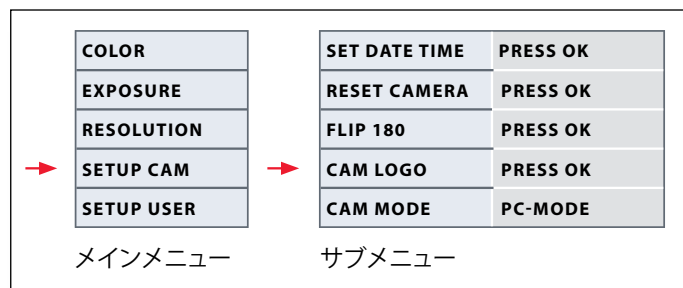 COLOR
EXPOSURE
RESOLUTION
SETUP CAM
SETUP USER
メインメニュー
SET DATE TIME PRESS OK
RESET CAMERA PRESS OK
FLIP 180 PRESS OK
CAM LOGO PRESS OK
CAM MODE PC-MODE
サブメニュー